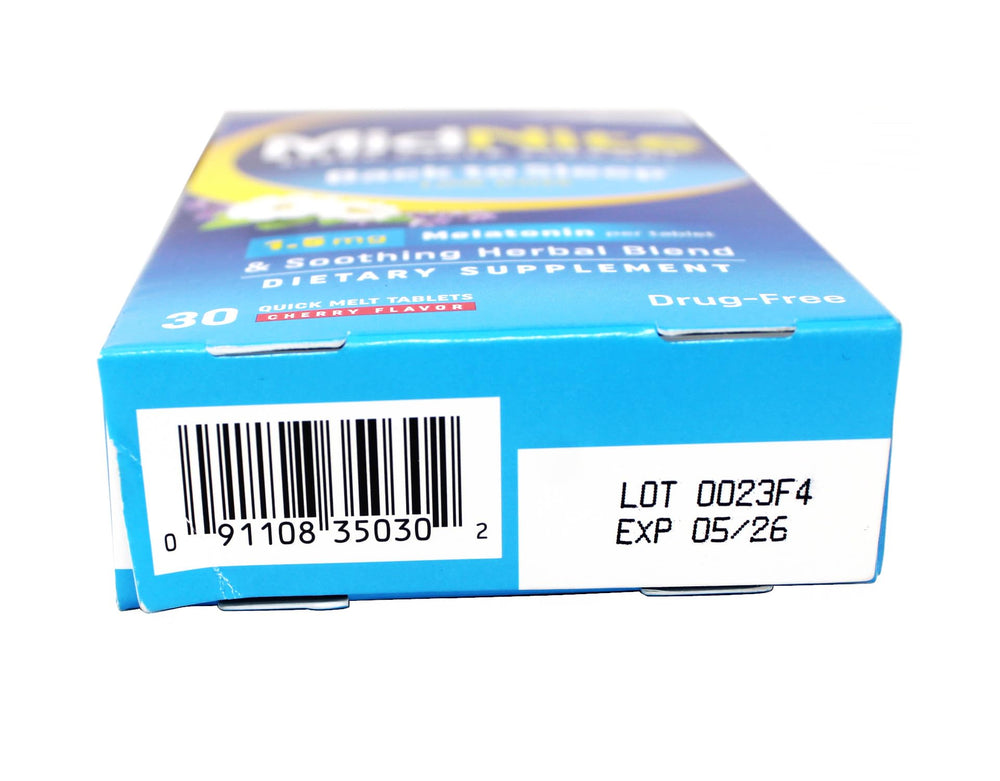 MidNite
Back to Sleep
1.5 mg Melatonin per tablet
& Soothing Herbal Blend
DIETARY SUPPLEMENT
30 QUICK MELT TABLETS
CHERRY FLAVOR
Drug-Free
0 91108 35030 2
LOT 0023F4
EXP 05/26